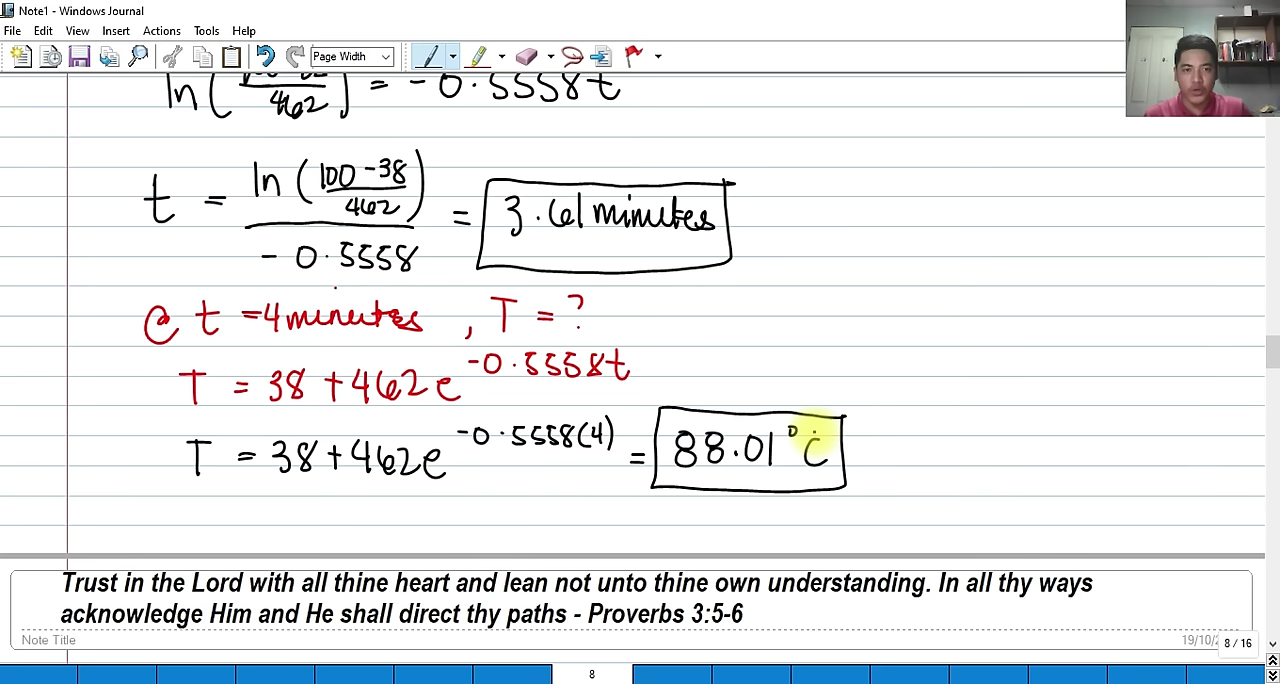 Note1 - Windows Journal
File Edit View Insert Actions Tools Help
Page Width
ln ( /462 ) = -0.5558t
t = ln (100-38/462) / -0.5558 = 3.61 minutes
@ t = 4 minutes, T = ?
T = 38 + 462e^-0.5558t
T = 38 + 462e^-0.5558(4) = 88.01°C
Trust in the Lord with all thine heart and lean not unto thine own understanding. In all thy ways
acknowledge Him and He shall direct thy paths - Proverbs 3:5-6
Note Title 19/10/ 8 / 16
8